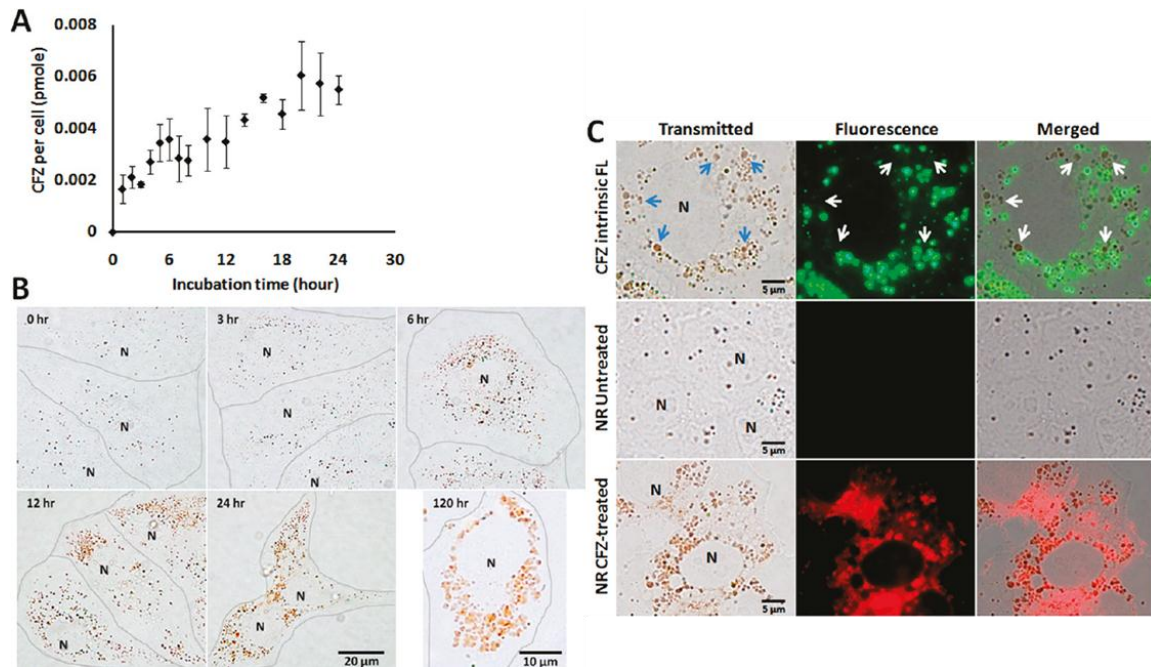 A
CFZ per cell (pmole)
0.008
0.006
0.004
0.002
0
0 6 12 18 24 30
Incubation time (hour)
B
0 hr
N
N
N
3 hr
N
N
N
6 hr
N
12 hr
N
N
N
24 hr
N
N
20 µm
120 hr
N
10 µm
C
Transmitted Fluorescence Merged
CFZ intrinsic FL
N
5 µm
NR Untreated
N
N
N
5 µm
NR CFZ-treated
N
N
5 µm